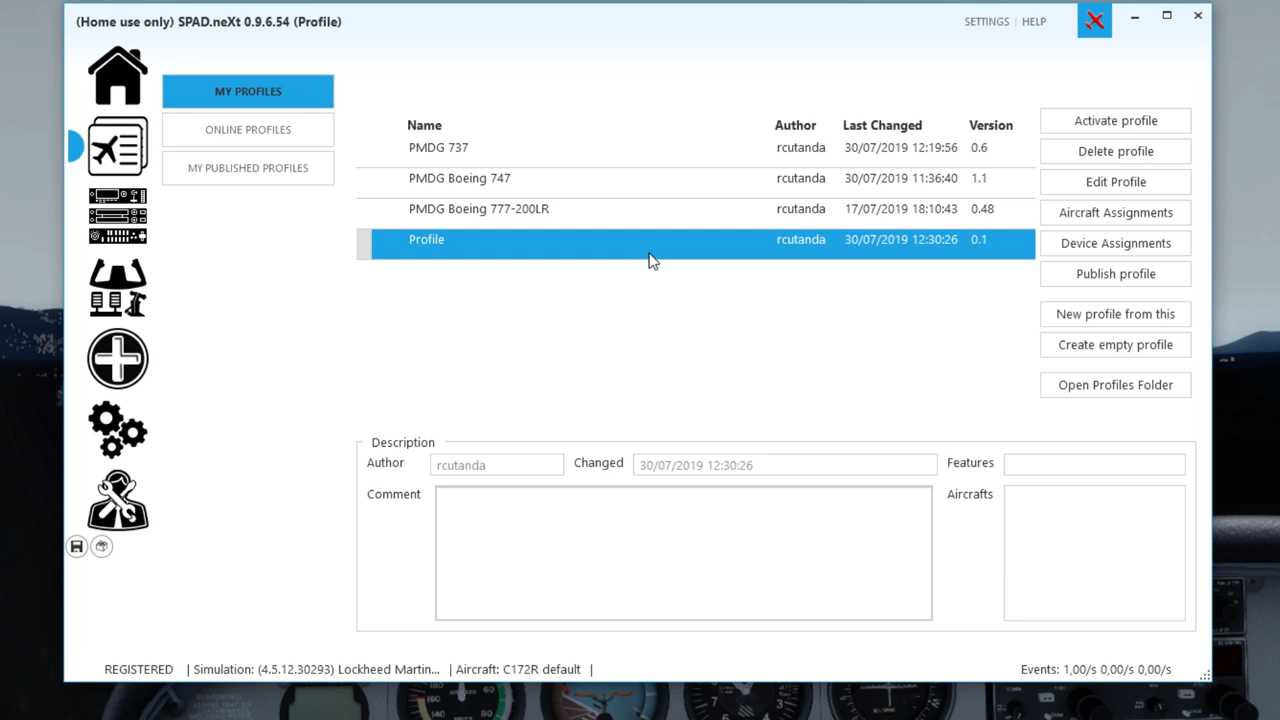 (Home use only) SPAD.neXt 0.9.6.54 (Profile)
SETTINGS | HELP
MY PROFILES
ONLINE PROFILES
MY PUBLISHED PROFILES
Name Author Last Changed Version
PMDG 737 rcutanda 30/07/2019 12:19:56 0.6
PMDG Boeing 747 rcutanda 30/07/2019 11:36:40 1.1
PMDG Boeing 777-200LR rcutanda 17/07/2019 18:10:43 0.48
Profile rcutanda 30/07/2019 12:30:26 0.1
Activate profile
Delete profile
Edit Profile
Aircraft Assignments
Device Assignments
Publish profile
New profile from this
Create empty profile
Open Profiles Folder
Description
Author rcutanda Changed 30/07/2019 12:30:26 Features
Comment Aircrafts
REGISTERED | Simulation: (4.5.12.30293) Lockheed Martin... | Aircraft: C172R default | Events: 1,00/s 0,00/s 0,00/s